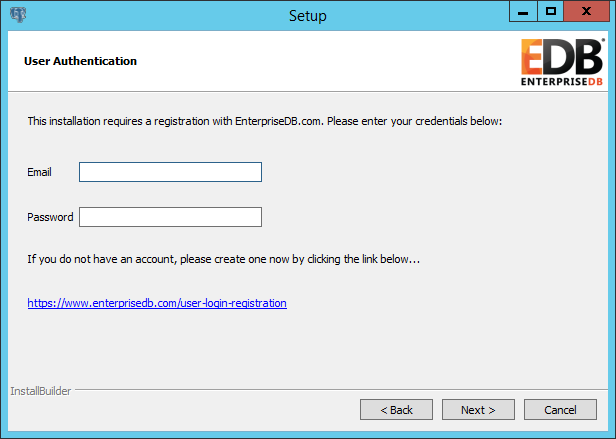 Setup
User Authentication
EDB
ENTERPRISEDB
This installation requires a registration with EnterpriseDB.com. Please enter your credentials below:
Email
Password
If you do not have an account, please create one now by clicking the link below...
https://www.enterprisedb.com/user-login-registration
InstallBuilder
< Back
Next >
Cancel